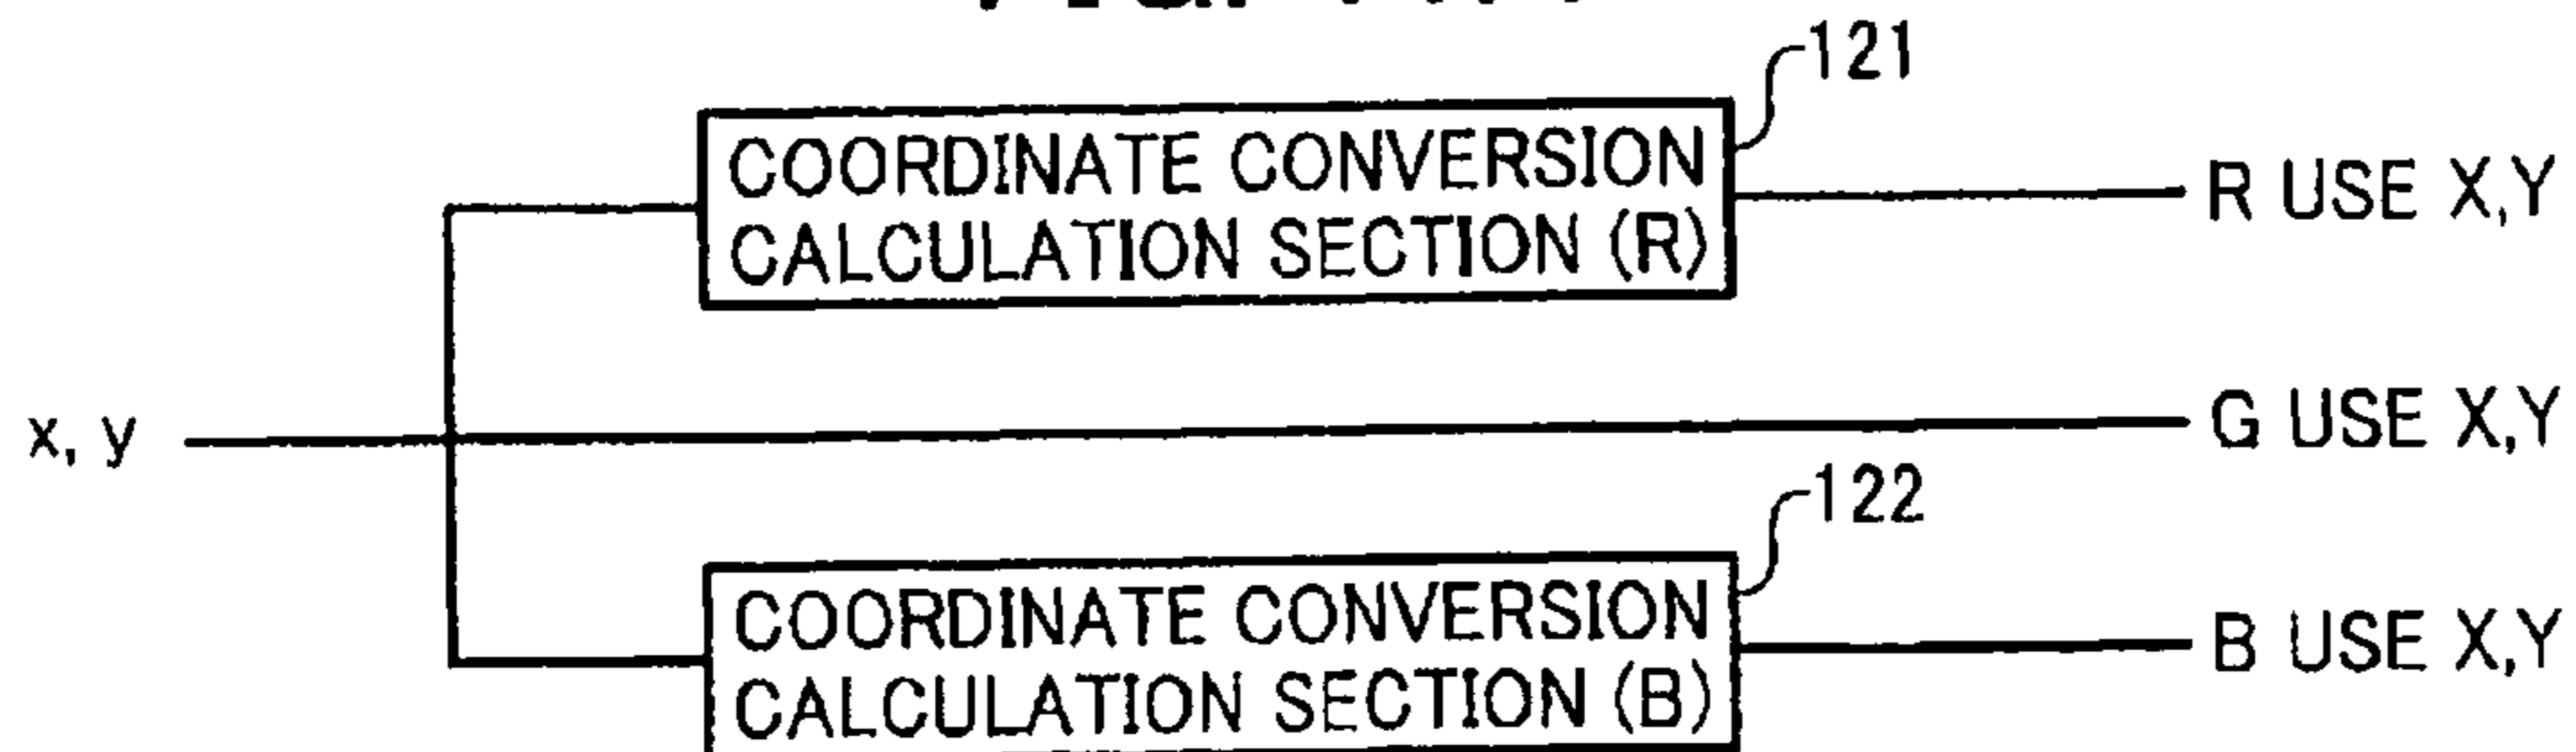 121
COORDINATE CONVERSION
CALCULATION SECTION (R)
R USE X,Y
x, y
G USE X,Y
122
COORDINATE CONVERSION
CALCULATION SECTION (B)
B USE X,Y